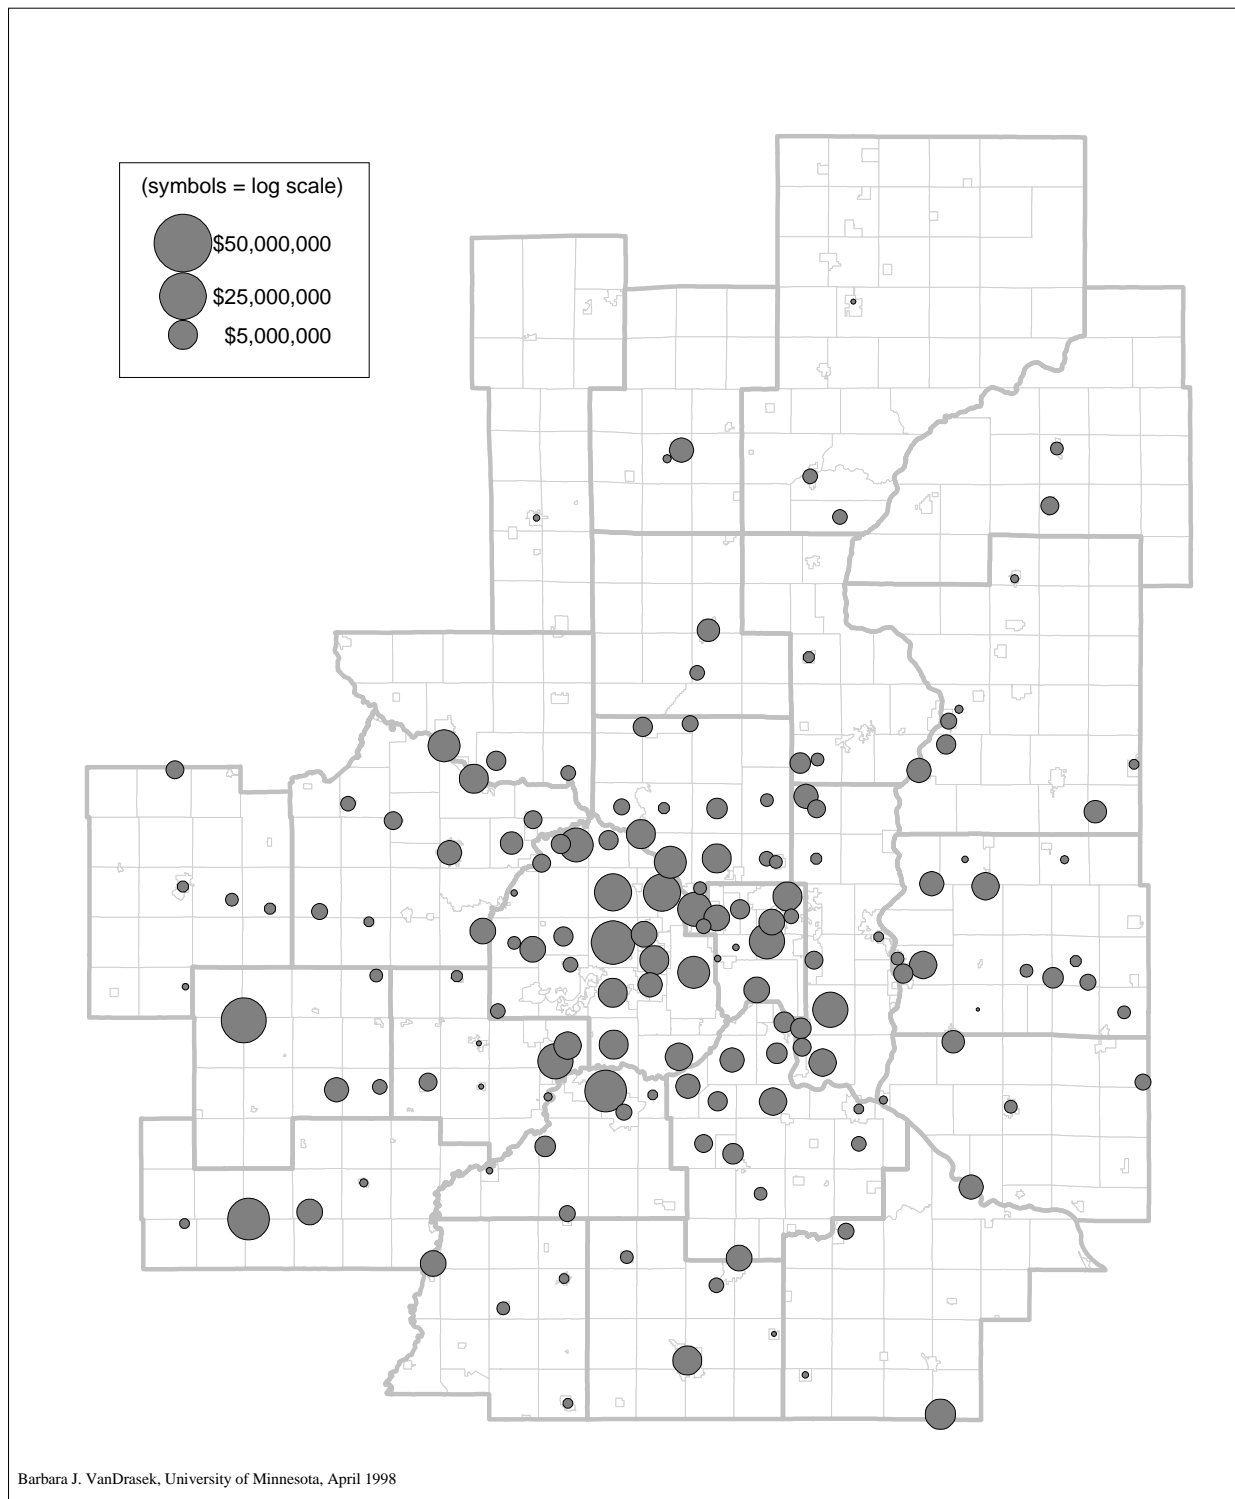 (symbols = log scale)
$50,000,000
$25,000,000
$5,000,000
Barbara J. VanDrasek, University of Minnesota, April 1998